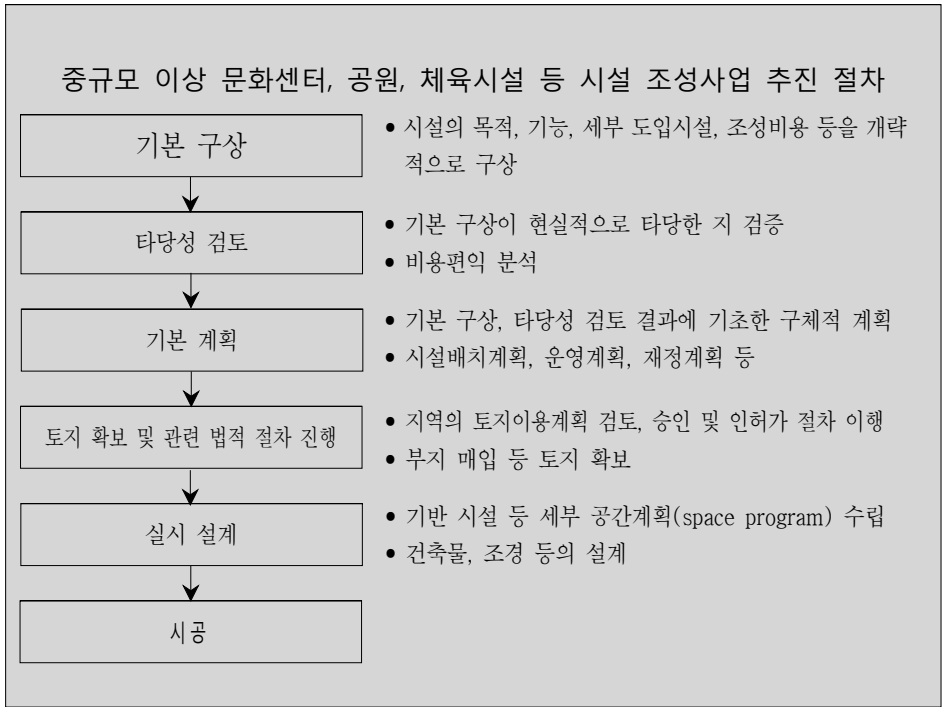 중규모 이상 문화센터, 공원, 체육시설 등 시설 조성사업 추진 절차
기본 구상
• 시설의 목적, 기능, 세부 도입시설, 조성비용 등을 개략
적으로 구상
타당성 검토
• 기본 구상이 현실적으로 타당한 지 검증
• 비용편익 분석
기본 계획
• 기본 구상, 타당성 검토 결과에 기초한 구체적 계획
• 시설배치계획, 운영계획, 재정계획 등
토지 확보 및 관련 법적 절차 진행
• 지역의 토지이용계획 검토, 승인 및 인허가 절차 이행
• 부지 매입 등 토지 확보
실시 설계
• 기반 시설 등 세부 공간계획(space program) 수립
• 건축물, 조경 등의 설계
시공